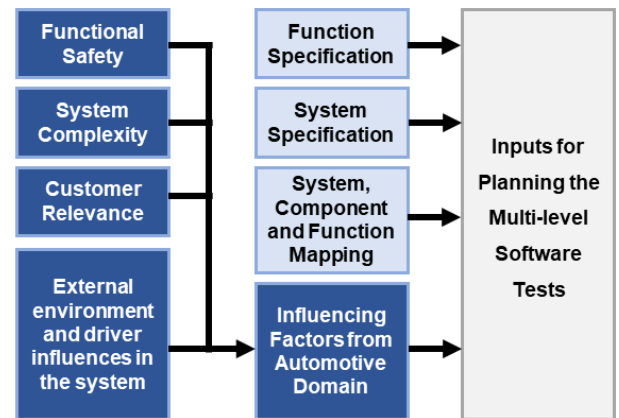 Functional
Safety
System
Complexity
Customer
Relevance
External
environment
and driver
influences in
the system
Function
Specification
System
Specification
System,
Component
and Function
Mapping
Influencing
Factors from
Automotive
Domain
Inputs for
Planning the
Multi-level
Software
Tests